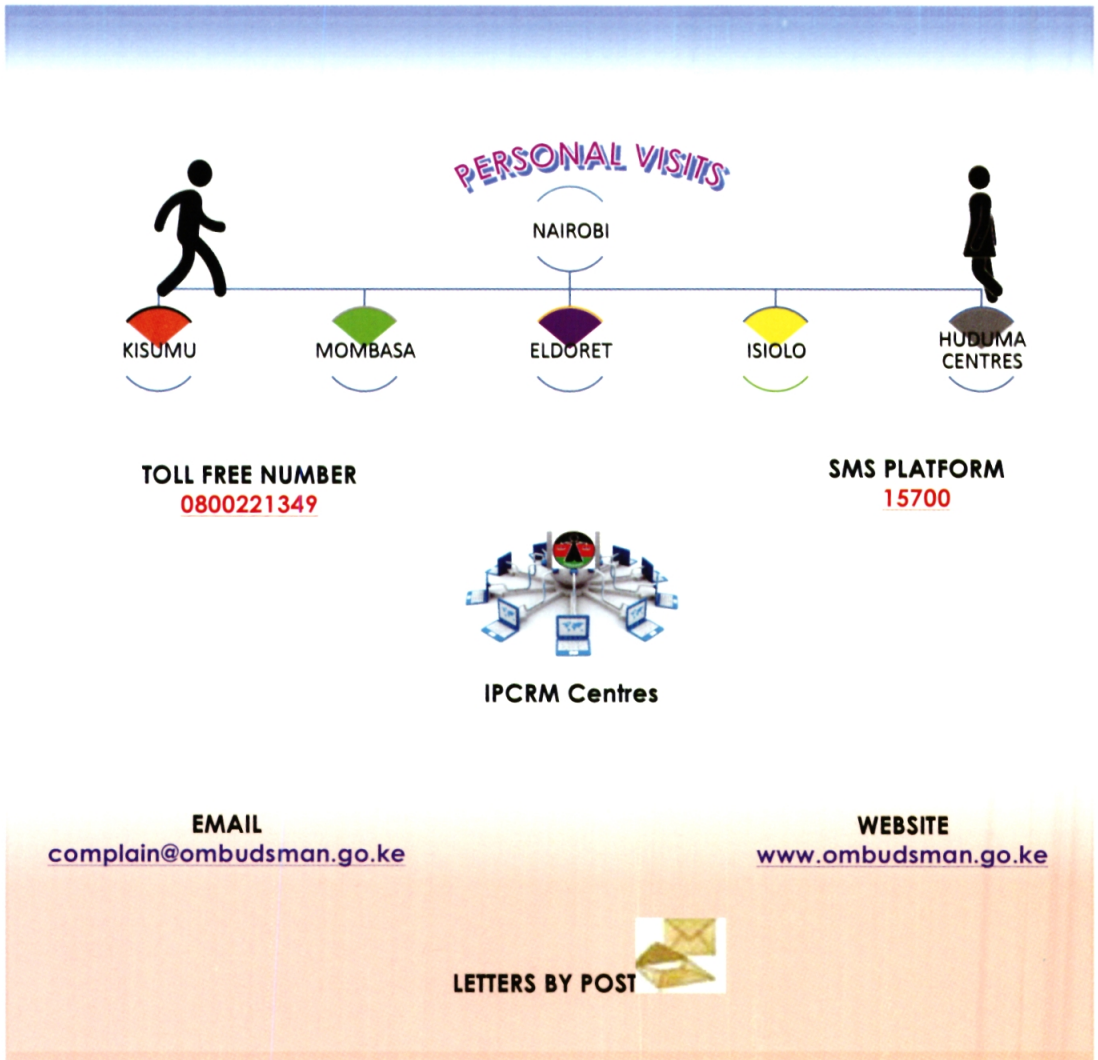 PERSONAL VISITS
NAIROBI
KISUMU
MOMBASA
ELDORET
ISIOLO
HUDUMA
CENTRES
TOLL FREE NUMBER
0800221349
SMS PLATFORM
15700
IPCRM Centres
EMAIL
complain@ombudsman.go.ke
WEBSITE
www.ombudsman.go.ke
LETTERS BY POST